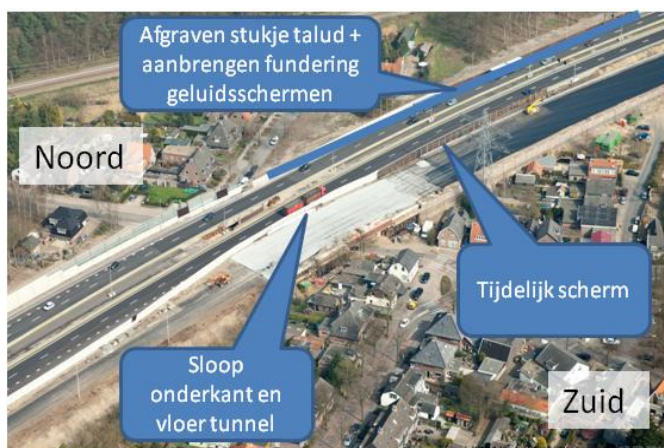 Afgraven stukje talud +
aanbrengen fundering
geluidsschermen
Noord
Tijdelijk scherm
Sloop
onderkant en
vloer tunnel
Zuid